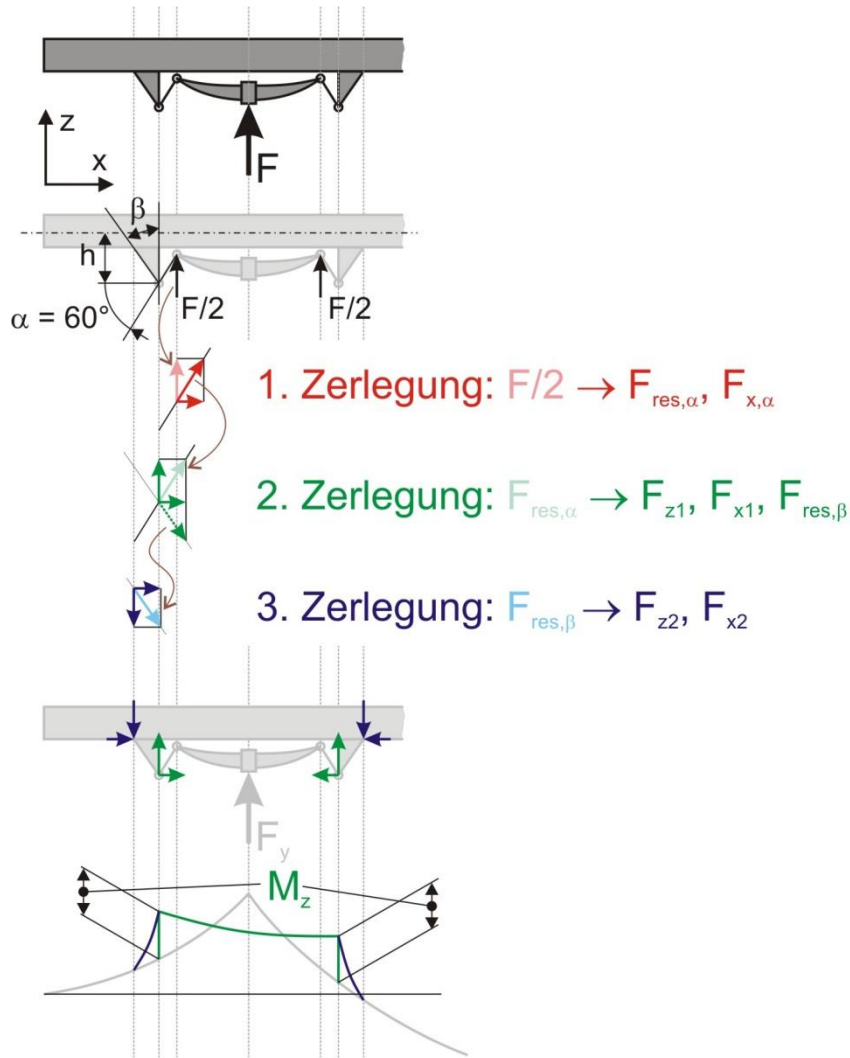 z
x
F
β
h
α = 60°
F/2
F/2
1. Zerlegung: F/2 → F_res,α, F_x,α
2. Zerlegung: F_res,α → F_z1, F_x1, F_res,β
3. Zerlegung: F_res,β → F_z2, F_x2
F_y
M_z